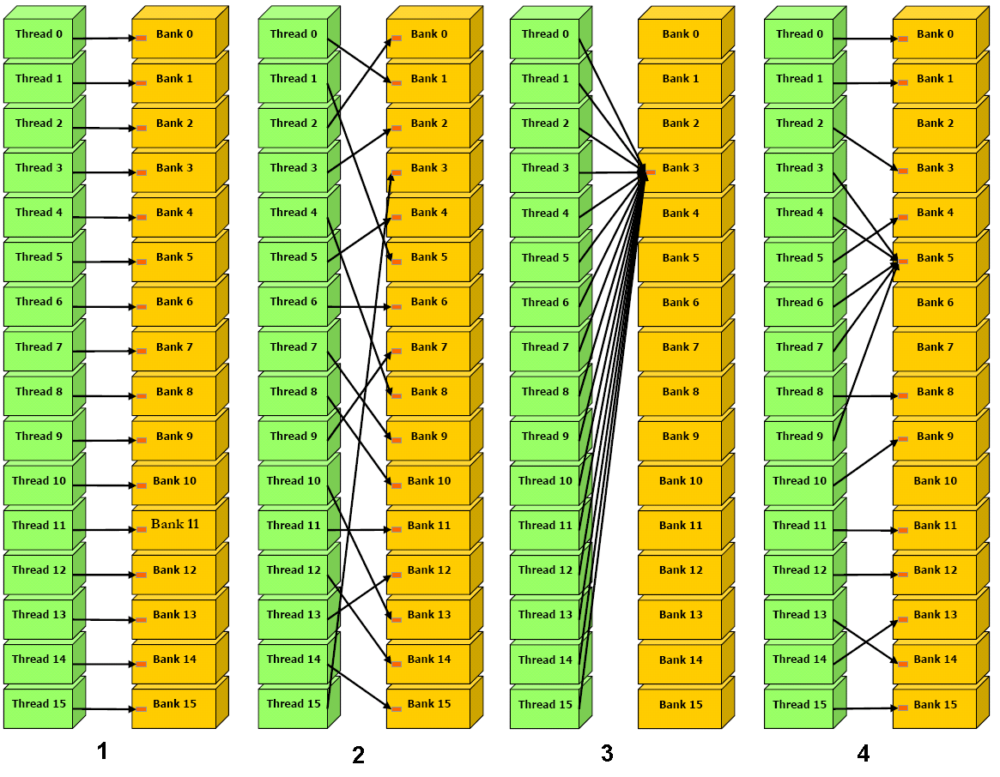 Thread 0 Bank 0 Thread 0 Bank 0 Thread 0 Bank 0 Thread 0 Bank 0
Thread 1 Bank 1 Thread 1 Bank 1 Thread 1 Bank 1 Thread 1 Bank 1
Thread 2 Bank 2 Thread 2 Bank 2 Thread 2 Bank 2 Thread 2 Bank 2
Thread 3 Bank 3 Thread 3 Bank 3 Thread 3 Bank 3 Thread 3 Bank 3
Thread 4 Bank 4 Thread 4 Bank 4 Thread 4 Bank 4 Thread 4 Bank 4
Thread 5 Bank 5 Thread 5 Bank 5 Thread 5 Bank 5 Thread 5 Bank 5
Thread 6 Bank 6 Thread 6 Bank 6 Thread 6 Bank 6 Thread 6 Bank 6
Thread 7 Bank 7 Thread 7 Bank 7 Thread 7 Bank 7 Thread 7 Bank 7
Thread 8 Bank 8 Thread 8 Bank 8 Thread 8 Bank 8 Thread 8 Bank 8
Thread 9 Bank 9 Thread 9 Bank 9 Thread 9 Bank 9 Thread 9 Bank 9
Thread 10 Bank 10 Thread 10 Bank 10 Thread 10 Bank 10 Thread 10 Bank 10
Thread 11 Bank 11 Thread 11 Bank 11 Thread 11 Bank 11 Thread 11 Bank 11
Thread 12 Bank 12 Thread 12 Bank 12 Thread 12 Bank 12 Thread 12 Bank 12
Thread 13 Bank 13 Thread 13 Bank 13 Thread 13 Bank 13 Thread 13 Bank 13
Thread 14 Bank 14 Thread 14 Bank 14 Thread 14 Bank 14 Thread 14 Bank 14
Thread 15 Bank 15 Thread 15 Bank 15 Thread 15 Bank 15 Thread 15 Bank 15
1 2 3 4